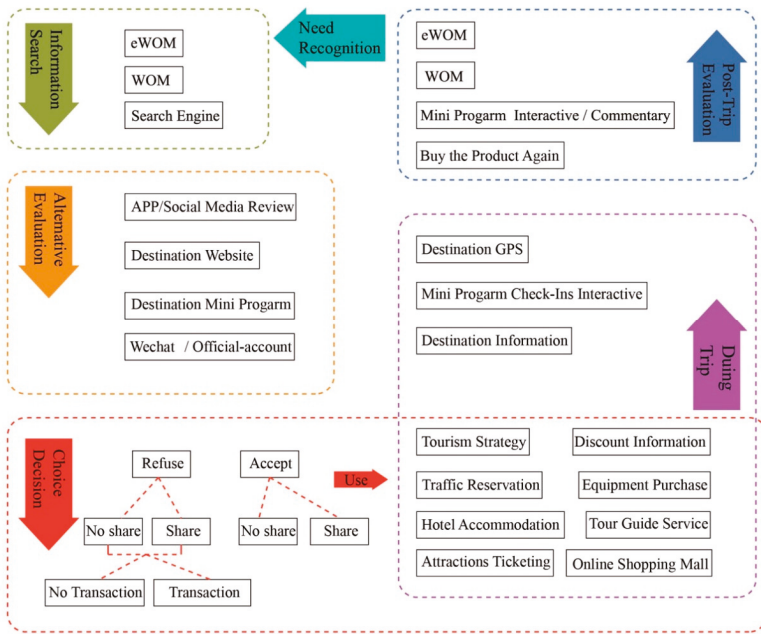 Information
Search
eWOM
WOM
Search Engine
Need
Recognition
eWOM
WOM
Mini Progarm Interactive / Commentary
Buy the Product Again
Post-Trip
Evaluation
Alternative
Evaluation
APP/Social Media Review
Destination Website
Destination Mini Progarm
Wechat / Official-account
Destination GPS
Mini Progarm Check-Ins Interactive
Destination Information
Duing
Trip
Choice
Decision
Refuse
Accept
No share
Share
No share
Share
No Transaction
Transaction
Use
Tourism Strategy
Discount Information
Traffic Reservation
Equipment Purchase
Hotel Accommodation
Tour Guide Service
Attractions Ticketing
Online Shopping Mall